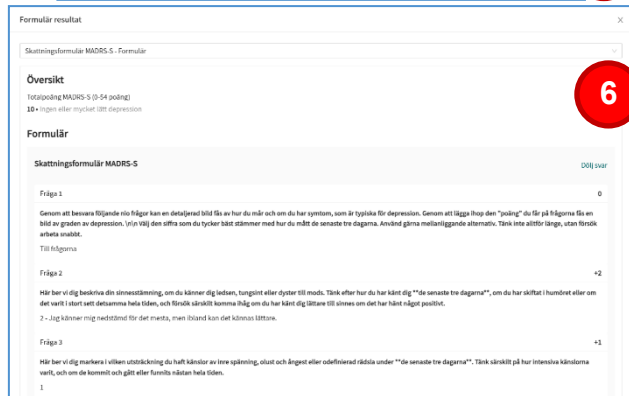 Formulär resultat
×
Skattningsformulär MADRS-S - Formulär
Översikt
Totalpoäng MADRS-S (0-54 poäng)
10 • Ingen eller mycket lätt depression
6
Formulär
Skattningsformulär MADRS-S
Dölj svar
Fråga 1
0
Genom att besvara följande nio frågor kan en detaljerad bild fås av hur du mår och om du har symtom, som är typiska för depression. Genom att lägga ihop den "poäng" du får på frågorna fås en
bild av graden av depression. \n\n Välj den siffra som du tycker bäst stämmer med hur du mått de senaste tre dagarna. Använd gärna mellanliggande alternativ. Tänk inte alltför länge, utan försök
arbeta snabbt.
Till frågorna
Fråga 2
+2
Här ber vi dig beskriva din sinnesstämning, om du känner dig ledsen, tungsint eller dyster till mods. Tänk efter hur du har känt dig **de senaste tre dagarna**, om du har skiftat i humöret eller om
det varit i stort sett detsamma hela tiden, och försök särskilt komma ihåg om du har känt dig lättare till sinnes om det har hänt något positivt.
2 - Jag känner mig nedstämd för det mesta, men ibland kan det kännas lättare.
Fråga 3
+1
Här ber vi dig markera i vilken utsträckning du haft känslor av inre spänning, olust och ångest eller odefinierad rädsla under **de senaste tre dagarna**. Tänk särskilt på hur intensiva känslorna
varit, och om de kommit och gått eller funnits nästan hela tiden.
1